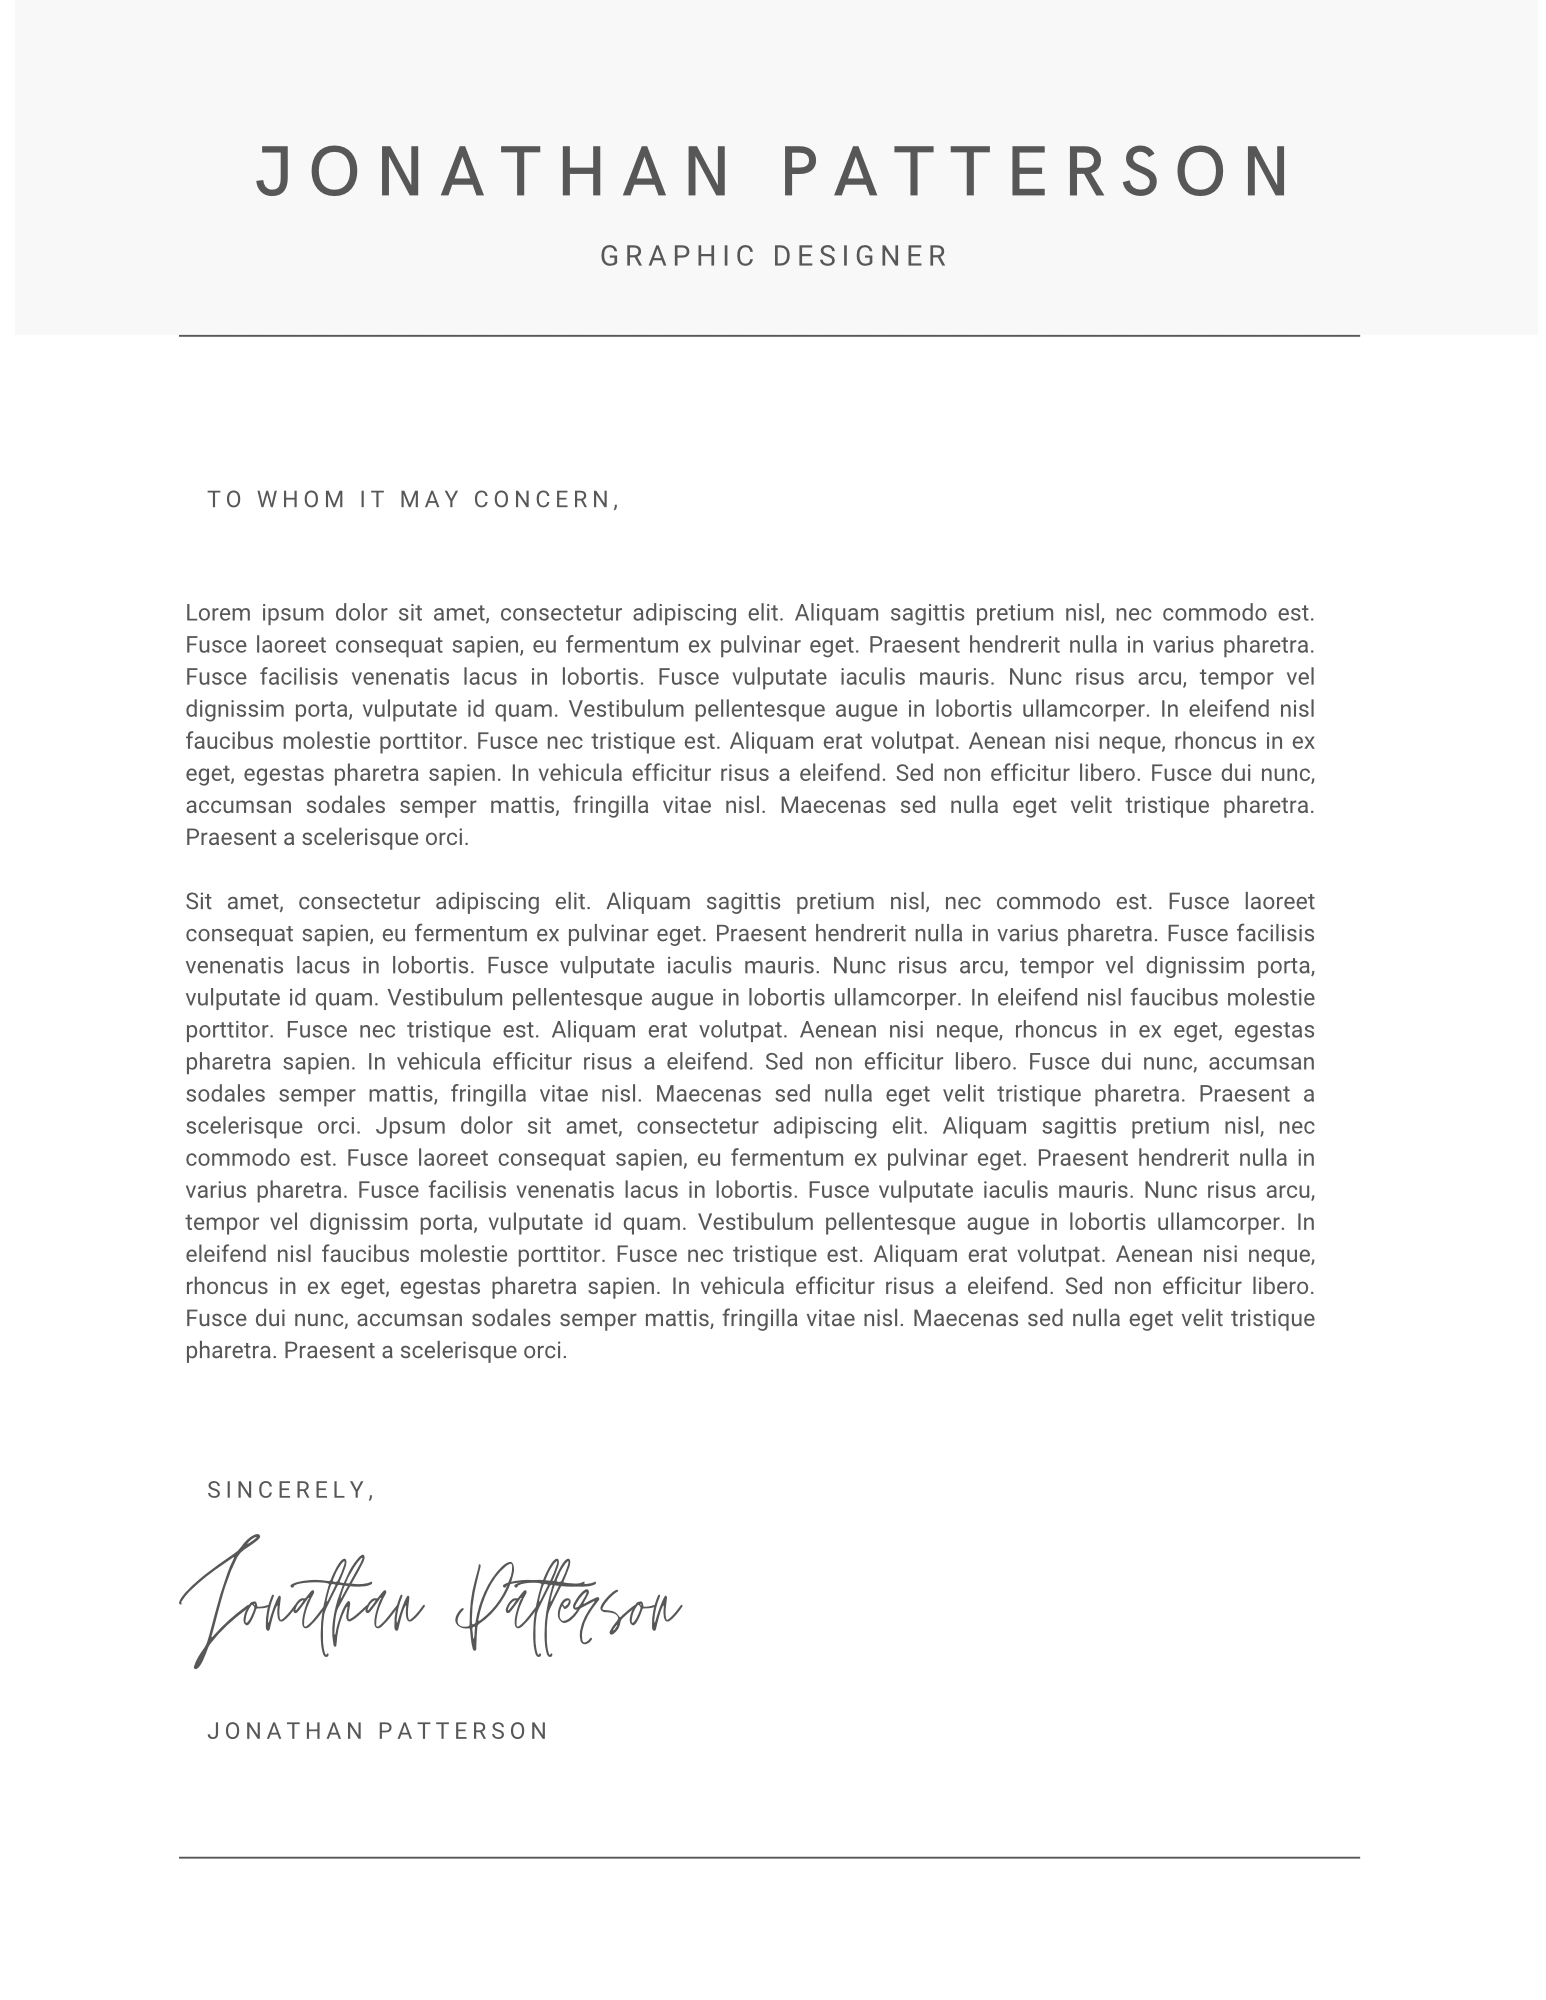 JONATHAN PATTERSON
GRAPHIC DESIGNER
TO WHOM IT MAY CONCERN,
Lorem ipsum dolor sit amet, consectetur adipiscing elit. Aliquam sagittis pretium nisl, nec commodo est.
Fusce laoreet consequat sapien, eu fermentum ex pulvinar eget. Praesent hendrerit nulla in varius pharetra.
Fusce facilisis venenatis lacus in lobortis. Fusce vulputate iaculis mauris. Nunc risus arcu, tempor vel
dignissim porta, vulputate id quam. Vestibulum pellentesque augue in lobortis ullamcorper. In eleifend nisl
faucibus molestie porttitor. Fusce nec tristique est. Aliquam erat volutpat. Aenean nisi neque, rhoncus in ex
eget, egestas pharetra sapien. In vehicula efficitur risus a eleifend. Sed non efficitur libero. Fusce dui nunc,
accumsan sodales semper mattis, fringilla vitae nisl. Maecenas sed nulla eget velit tristique pharetra.
Praesent a scelerisque orci.
Sit amet, consectetur adipiscing elit. Aliquam sagittis pretium nisl, nec commodo est. Fusce laoreet
consequat sapien, eu fermentum ex pulvinar eget. Praesent hendrerit nulla in varius pharetra. Fusce facilisis
venenatis lacus in lobortis. Fusce vulputate iaculis mauris. Nunc risus arcu, tempor vel dignissim porta,
vulputate id quam. Vestibulum pellentesque augue in lobortis ullamcorper. In eleifend nisl faucibus molestie
porttitor. Fusce nec tristique est. Aliquam erat volutpat. Aenean nisi neque, rhoncus in ex eget, egestas
pharetra sapien. In vehicula efficitur risus a eleifend. Sed non efficitur libero. Fusce dui nunc, accumsan
sodales semper mattis, fringilla vitae nisl. Maecenas sed nulla eget velit tristique pharetra. Praesent a
scelerisque orci. Jpsum dolor sit amet, consectetur adipiscing elit. Aliquam sagittis pretium nisl, nec
commodo est. Fusce laoreet consequat sapien, eu fermentum ex pulvinar eget. Praesent hendrerit nulla in
varius pharetra. Fusce facilisis venenatis lacus in lobortis. Fusce vulputate iaculis mauris. Nunc risus arcu,
tempor vel dignissim porta, vulputate id quam. Vestibulum pellentesque augue in lobortis ullamcorper. In
eleifend nisl faucibus molestie porttitor. Fusce nec tristique est. Aliquam erat volutpat. Aenean nisi neque,
rhoncus in ex eget, egestas pharetra sapien. In vehicula efficitur risus a eleifend. Sed non efficitur libero.
Fusce dui nunc, accumsan sodales semper mattis, fringilla vitae nisl. Maecenas sed nulla eget velit tristique
pharetra. Praesent a scelerisque orci.
SINCERELY,
Jonathan Patterson
JONATHAN PATTERSON